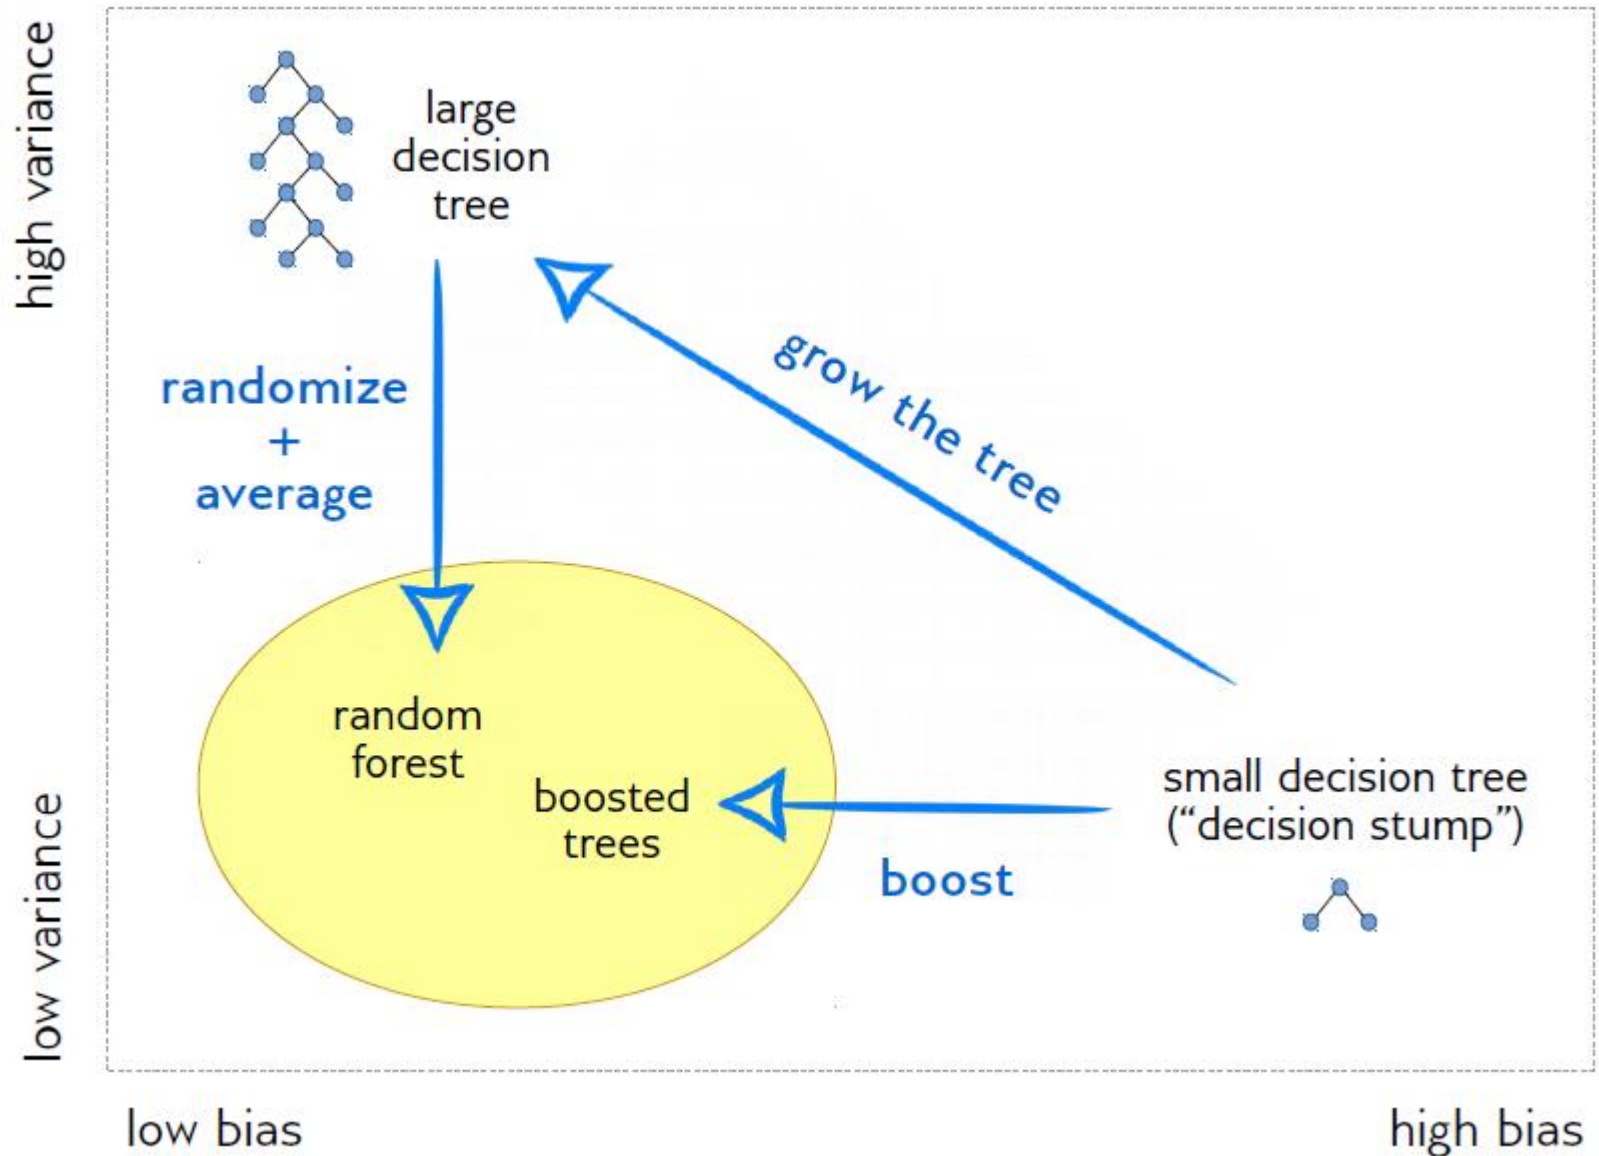 high variance
large
decision
tree
randomize
+
average
grow the tree
random
forest
boosted
trees
boost
small decision tree
(“decision stump”)
low variance
low bias
high bias